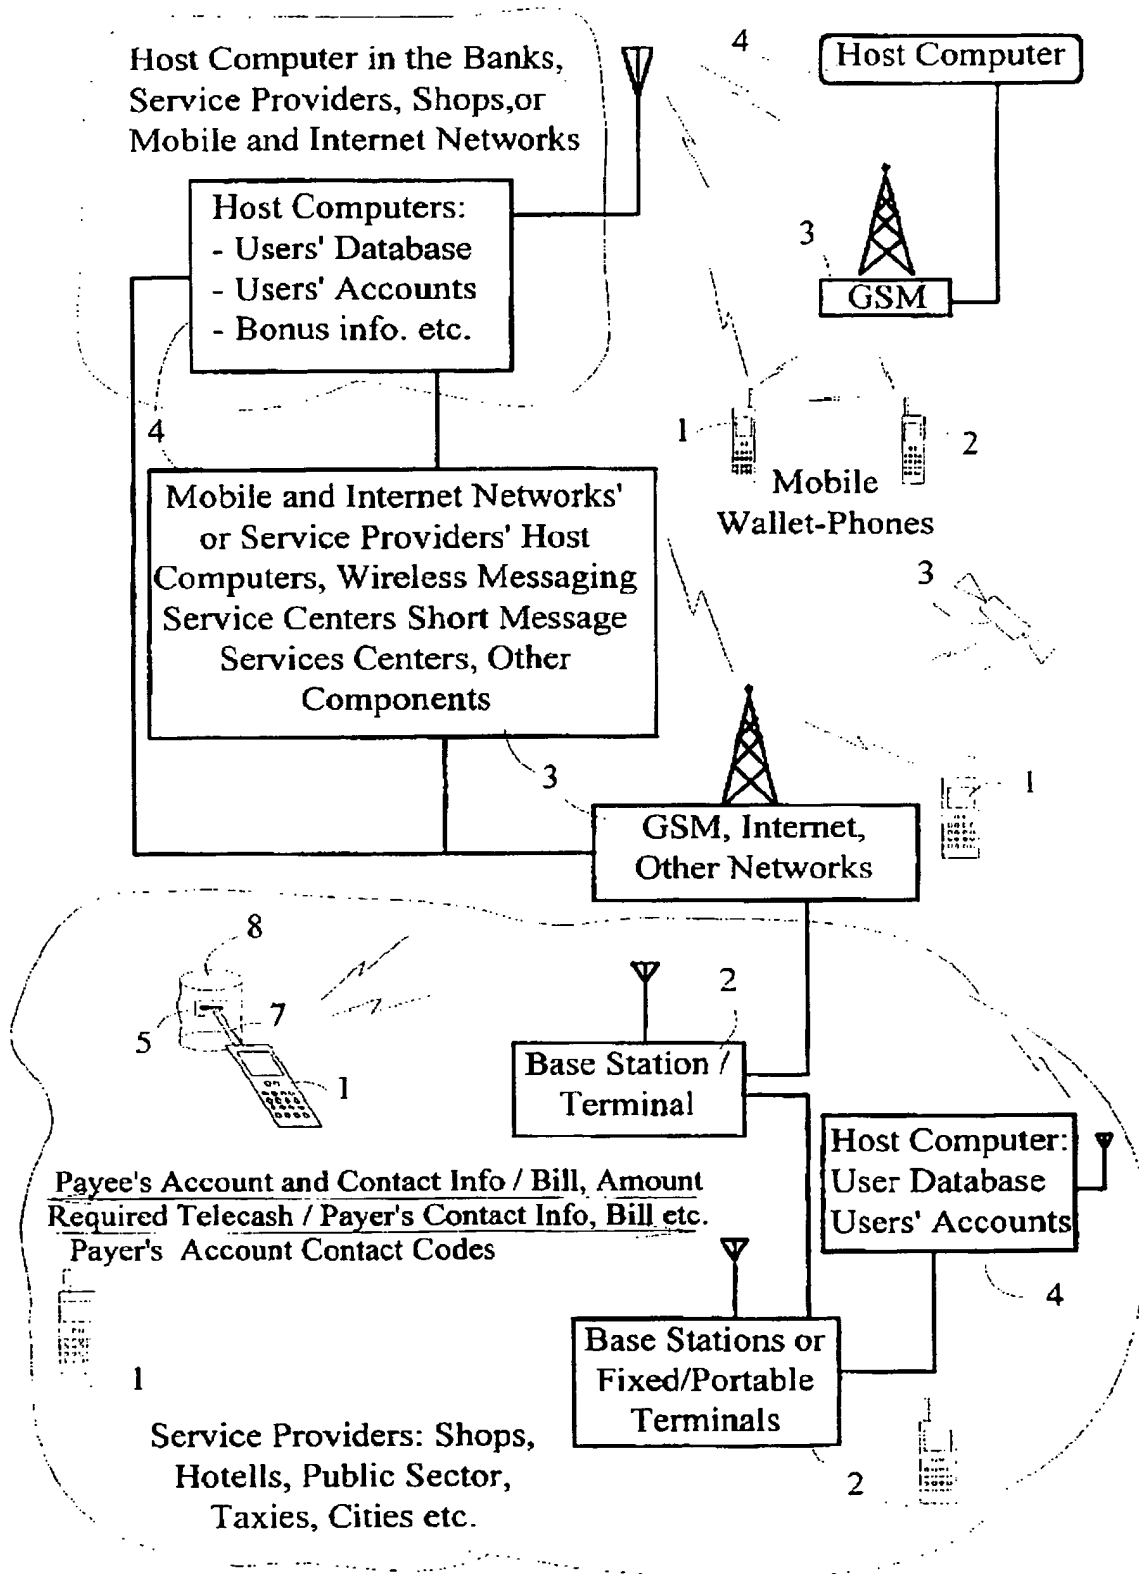 Host Computer in the Banks,
Service Providers, Shops,or
Mobile and Internet Networks
4
Host Computer
Host Computers:
- Users' Database
- Users' Accounts
- Bonus info. etc.
3
GSM
4
1
2
Mobile
Wallet-Phones
Mobile and Internet Networks'
or Service Providers' Host
Computers, Wireless Messaging
Service Centers Short Message
Services Centers, Other
Components
3
3
1
GSM, Internet,
Other Networks
8
5
7
1
2
Base Station
Terminal
Host Computer:
User Database
Users' Accounts
4
Payee's Account and Contact Info / Bill, Amount
Required Telecash / Payer's Contact Info, Bill etc.
Payer's Account Contact Codes
1
Base Stations or
Fixed/Portable
Terminals
2
Service Providers: Shops,
Hotells, Public Sector,
Taxies, Cities etc.